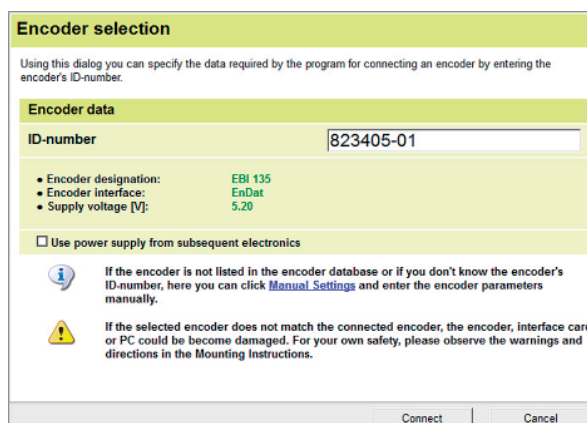 Encoder selection
Using this dialog you can specify the data required by the program for connecting an encoder by entering the
encoder's ID-number.
Encoder data
ID-number 823405-01
• Encoder designation: EBI 135
• Encoder interface: EnDat
• Supply voltage [V]: 5.20
Use power supply from subsequent electronics
If the encoder is not listed in the encoder database or if you don't know the encoder's
ID-number, here you can click Manual Settings and enter the encoder parameters
manually.
If the selected encoder does not match the connected encoder, the encoder, interface card
or PC could be become damaged. For your own safety, please observe the warnings and
directions in the Mounting Instructions.
Connect Cancel